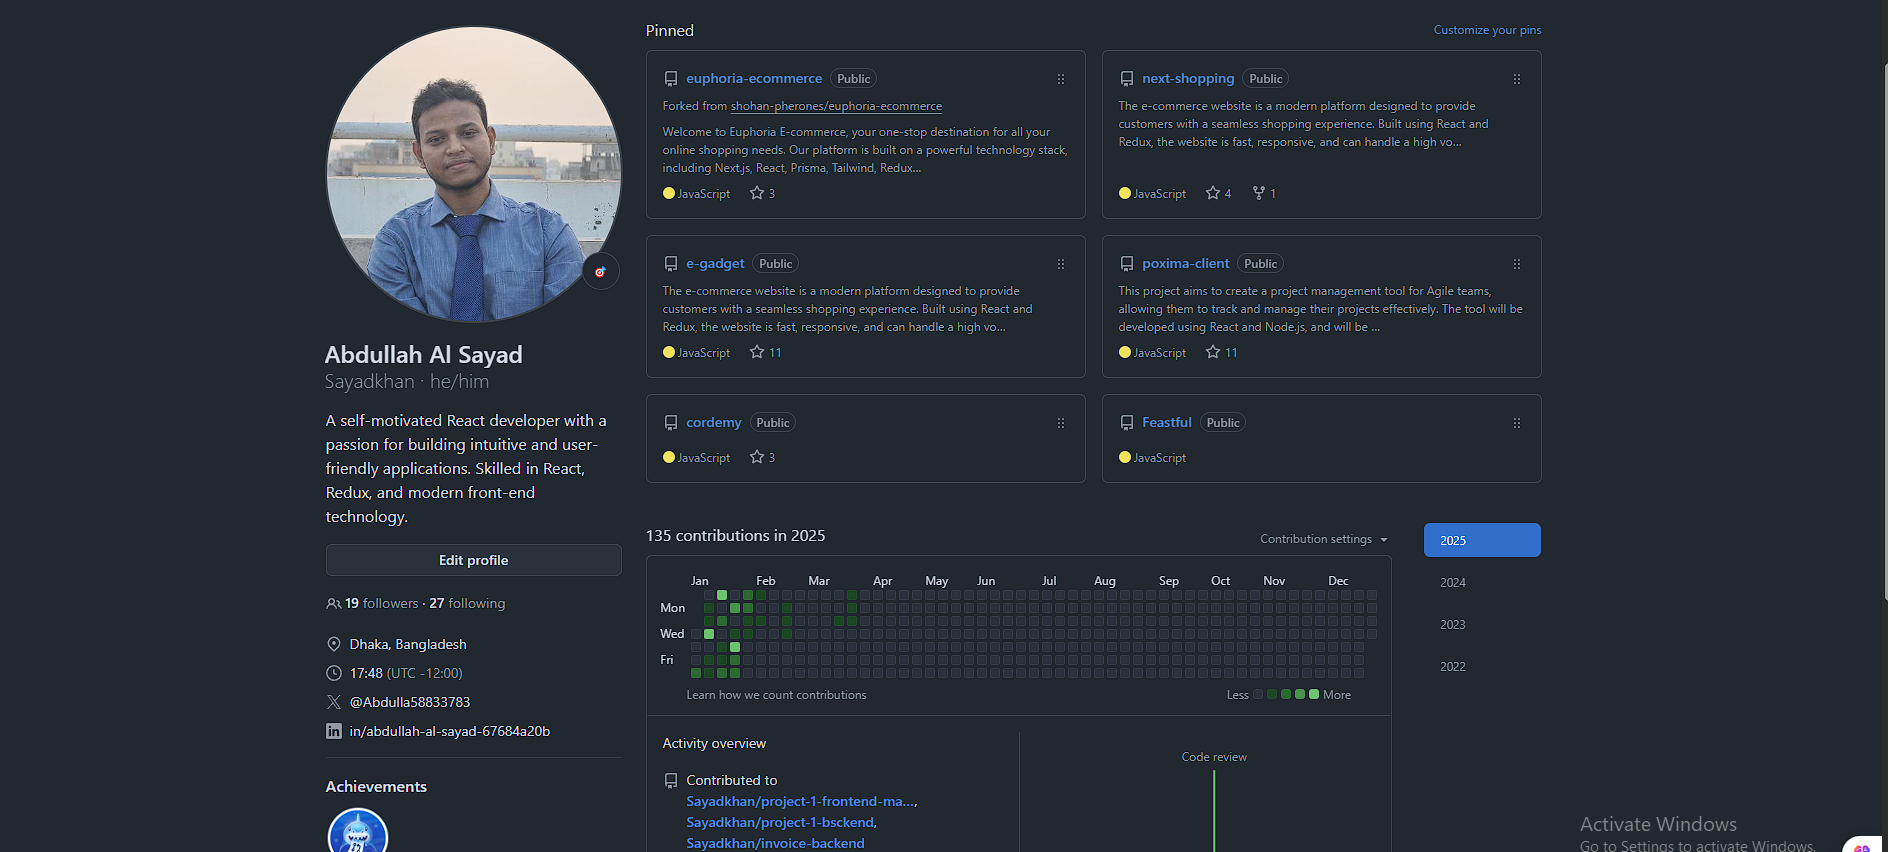 Abdullah Al Sayad
Sayadkhan · he/him
A self-motivated React developer with a
passion for building intuitive and user-
friendly applications. Skilled in React,
Redux, and modern front-end
technology.
Edit profile
19 followers · 27 following
Dhaka, Bangladesh
17:48 (UTC -12:00)
@Abdulla58833783
in/abdullah-al-sayad-67684a20b
Achievements
Pinned
Customize your pins
euphoria-ecommerce Public
Forked from shohan-pherones/euphoria-ecommerce
Welcome to Euphoria E-commerce, your one-stop destination for all your
online shopping needs. Our platform is built on a powerful technology stack,
including Next.js, React, Prisma, Tailwind, Redux...
JavaScript 3
next-shopping Public
The e-commerce website is a modern platform designed to provide
customers with a seamless shopping experience. Built using React and
Redux, the website is fast, responsive, and can handle a high vo...
JavaScript 4 1
e-gadget Public
The e-commerce website is a modern platform designed to provide
customers with a seamless shopping experience. Built using React and
Redux, the website is fast, responsive, and can handle a high vo...
JavaScript 11
poxima-client Public
This project aims to create a project management tool for Agile teams,
allowing them to track and manage their projects effectively. The tool will be
developed using React and Node.js, and will be ...
JavaScript 11
cordemy Public
JavaScript 3
Feastful Public
JavaScript
135 contributions in 2025
Contribution settings
2025
2024
2023
2022
Jan Feb Mar Apr May Jun Jul Aug Sep Oct Nov Dec
Mon
Wed
Fri
Learn how we count contributions
Less More
Activity overview
Contributed to
Sayadkhan/project-1-frontend-ma...,
Sayadkhan/project-1-bsckend,
Sayadkhan/invoice-backend
Code review
Activate Windows
Go to Settings to activate Windows.